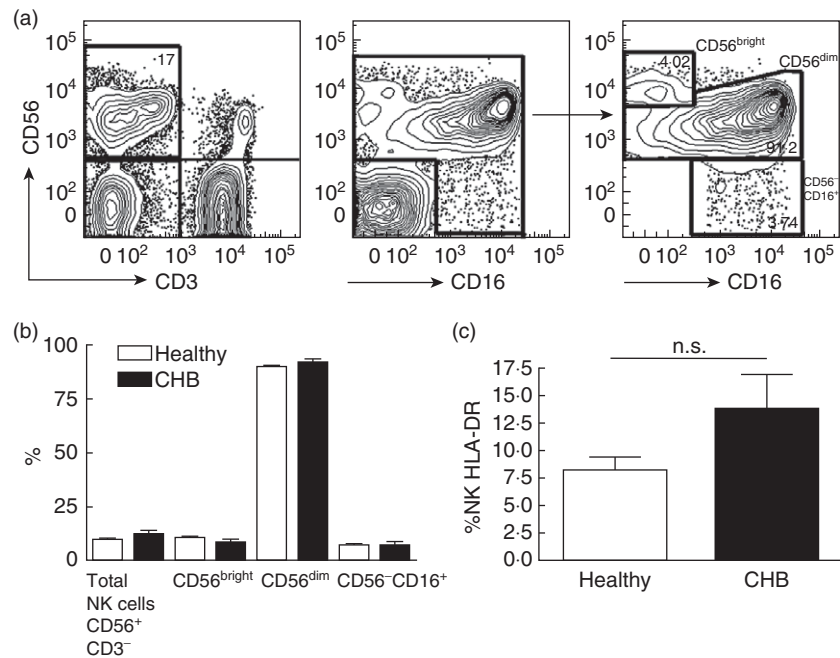 (a)
CD56
10⁵
10⁴
10³
10²
0
·17
0 10² 10³ 10⁴ 10⁵
CD3
10⁵
10⁴
10³
10²
0
0 10² 10³ 10⁴ 10⁵
CD16
10⁵
10⁴
10³
10²
0
CD56bright
4·02
CD56dim
91·2
CD56⁻
CD16⁺
3·74
0 10² 10³ 10⁴ 10⁵
CD16
(b)
%
100
75
50
25
0
Healthy
CHB
Total
NK cells
CD56⁺
CD3⁻
CD56bright
CD56dim
CD56⁻CD16⁺
(c)
n.s.
%NK HLA-DR
17·5
15·0
12·5
10·0
7·5
5·0
2·5
0·0
Healthy
CHB